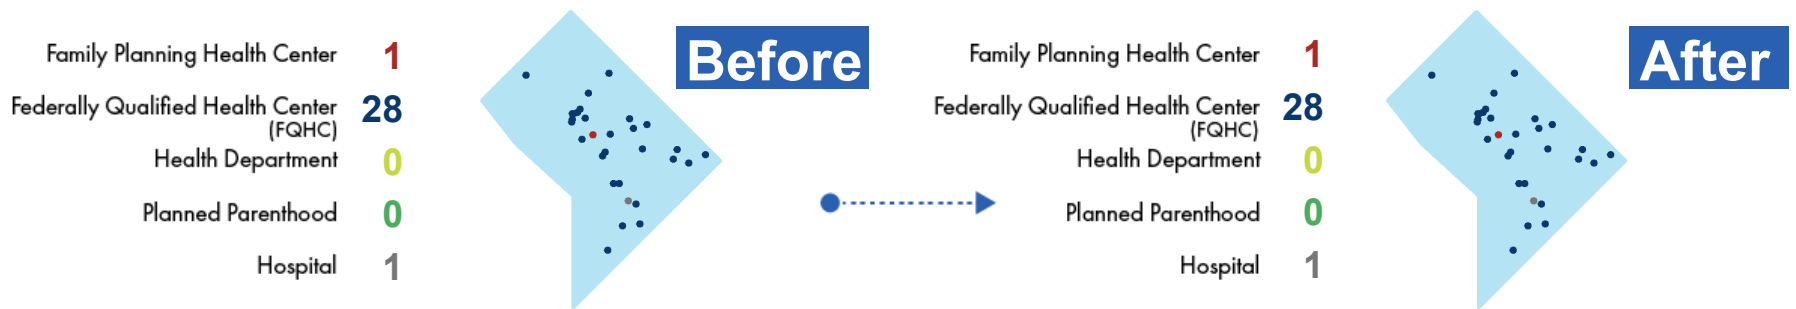 Before
Family Planning Health Center 1
Federally Qualified Health Center 28
(FQHC)
Health Department 0
Planned Parenthood 0
Hospital 1
After
Family Planning Health Center 1
Federally Qualified Health Center 28
(FQHC)
Health Department 0
Planned Parenthood 0
Hospital 1